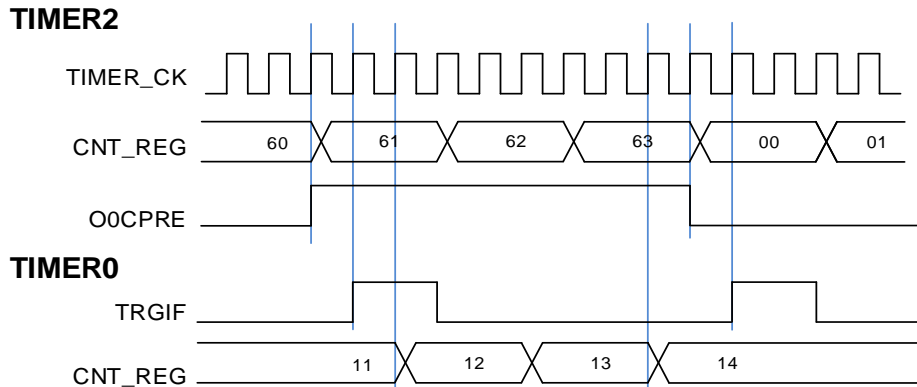 TIMER2
TIMER_CK
CNT_REG 60 61 62 63 00 01
O0CPRE
TIMER0
TRGIF
CNT_REG 11 12 13 14